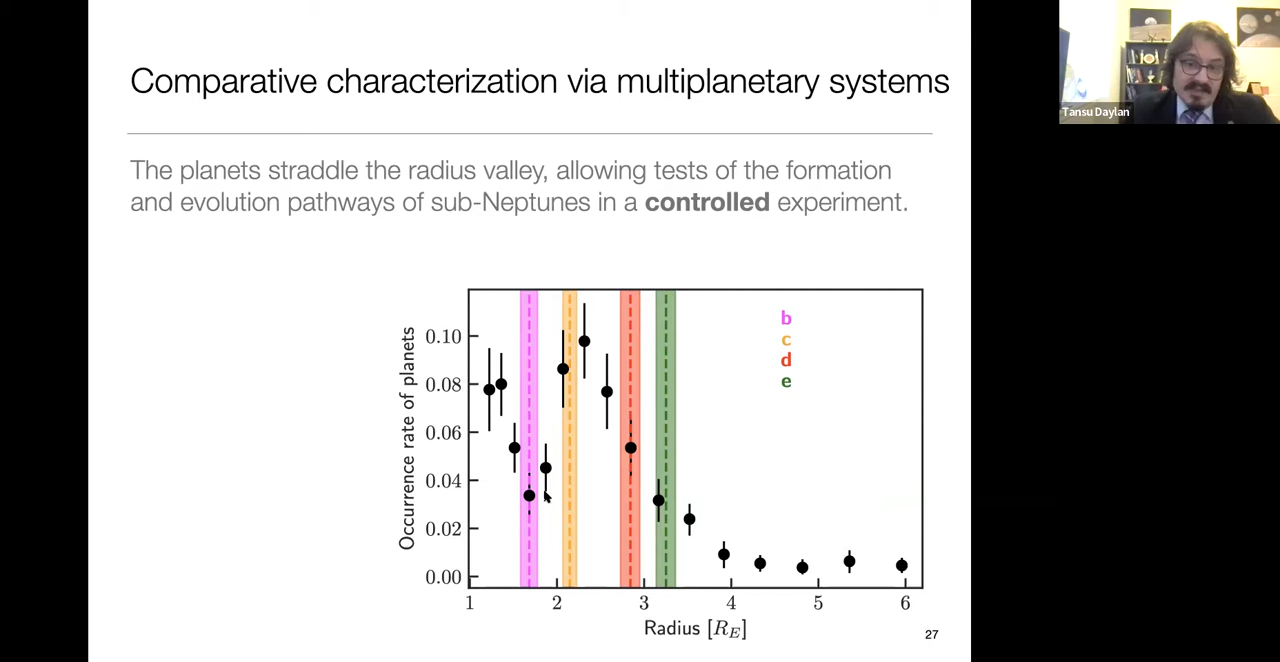 Comparative characterization via multiplanetary systems
The planets straddle the radius valley, allowing tests of the formation
and evolution pathways of sub-Neptunes in a controlled experiment.
Occurrence rate of planets
0.10
0.08
0.06
0.04
0.02
0.00
b
c
d
e
1 2 3 4 5 6
Radius [R_E]
27
Tansu Daylan